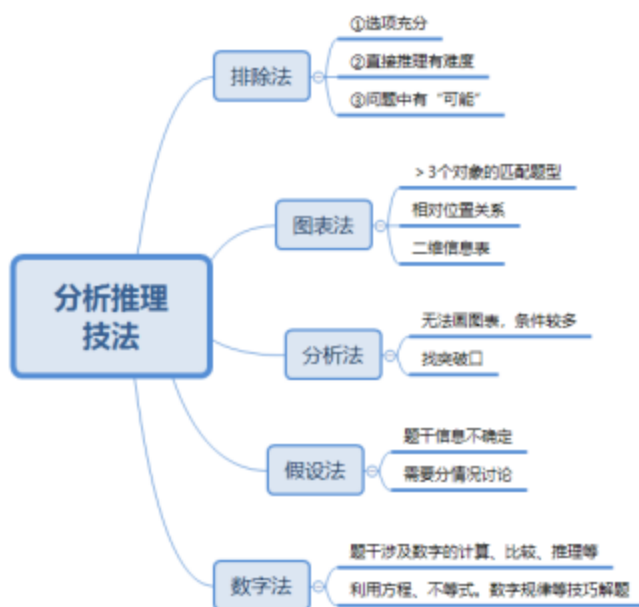 分析推理
技法
排除法
①选项充分
②直接推理有难度
③问题中有“可能”
图表法
＞3个对象的匹配题型
相对位置关系
二维信息表
分析法
无法画图表，条件较多
找突破口
假设法
题干信息不确定
需要分情况讨论
数字法
题干涉及数字的计算、比较、推理等
利用方程、不等式。数字规律等技巧解题